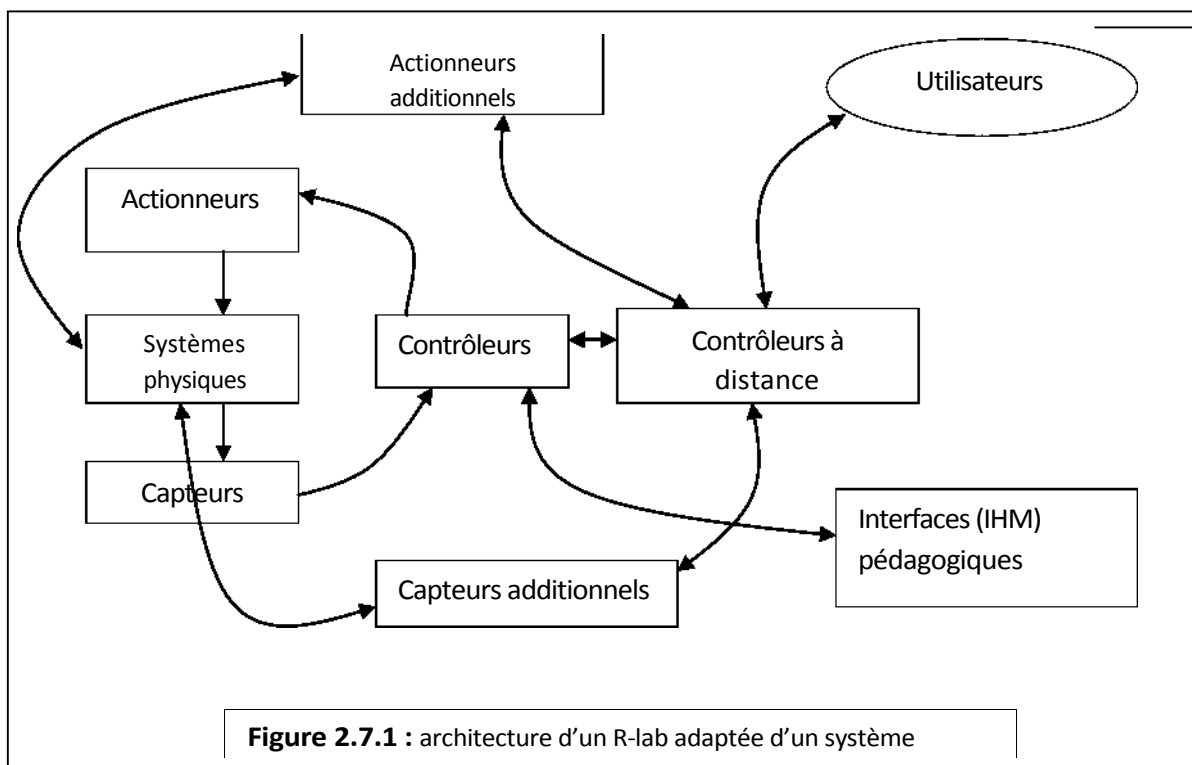 Actionneurs
additionnels
Utilisateurs
Actionneurs
Systèmes
physiques
Contrôleurs
Contrôleurs à
distance
Capteurs
Interfaces (IHM)
pédagogiques
Capteurs additionnels
Figure 2.7.1 : architecture d’un R-lab adaptée d’un système